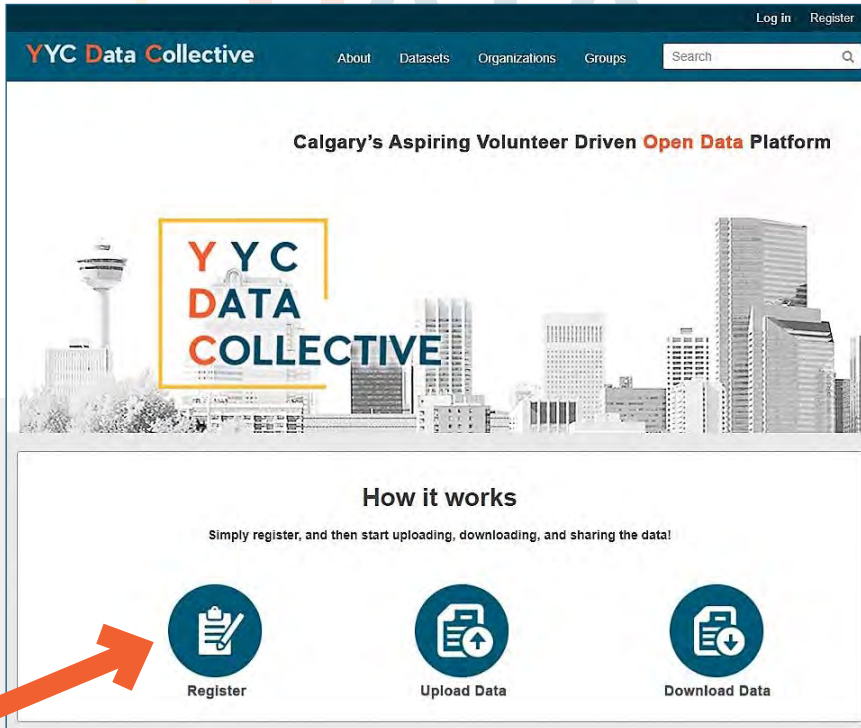 Log in Register
YYC Data Collective About Datasets Organizations Groups Search
Calgary's Aspiring Volunteer Driven Open Data Platform
Y Y C
DATA
COLLECTIVE
How it works
Simply register, and then start uploading, downloading, and sharing the data!
Register Upload Data Download Data